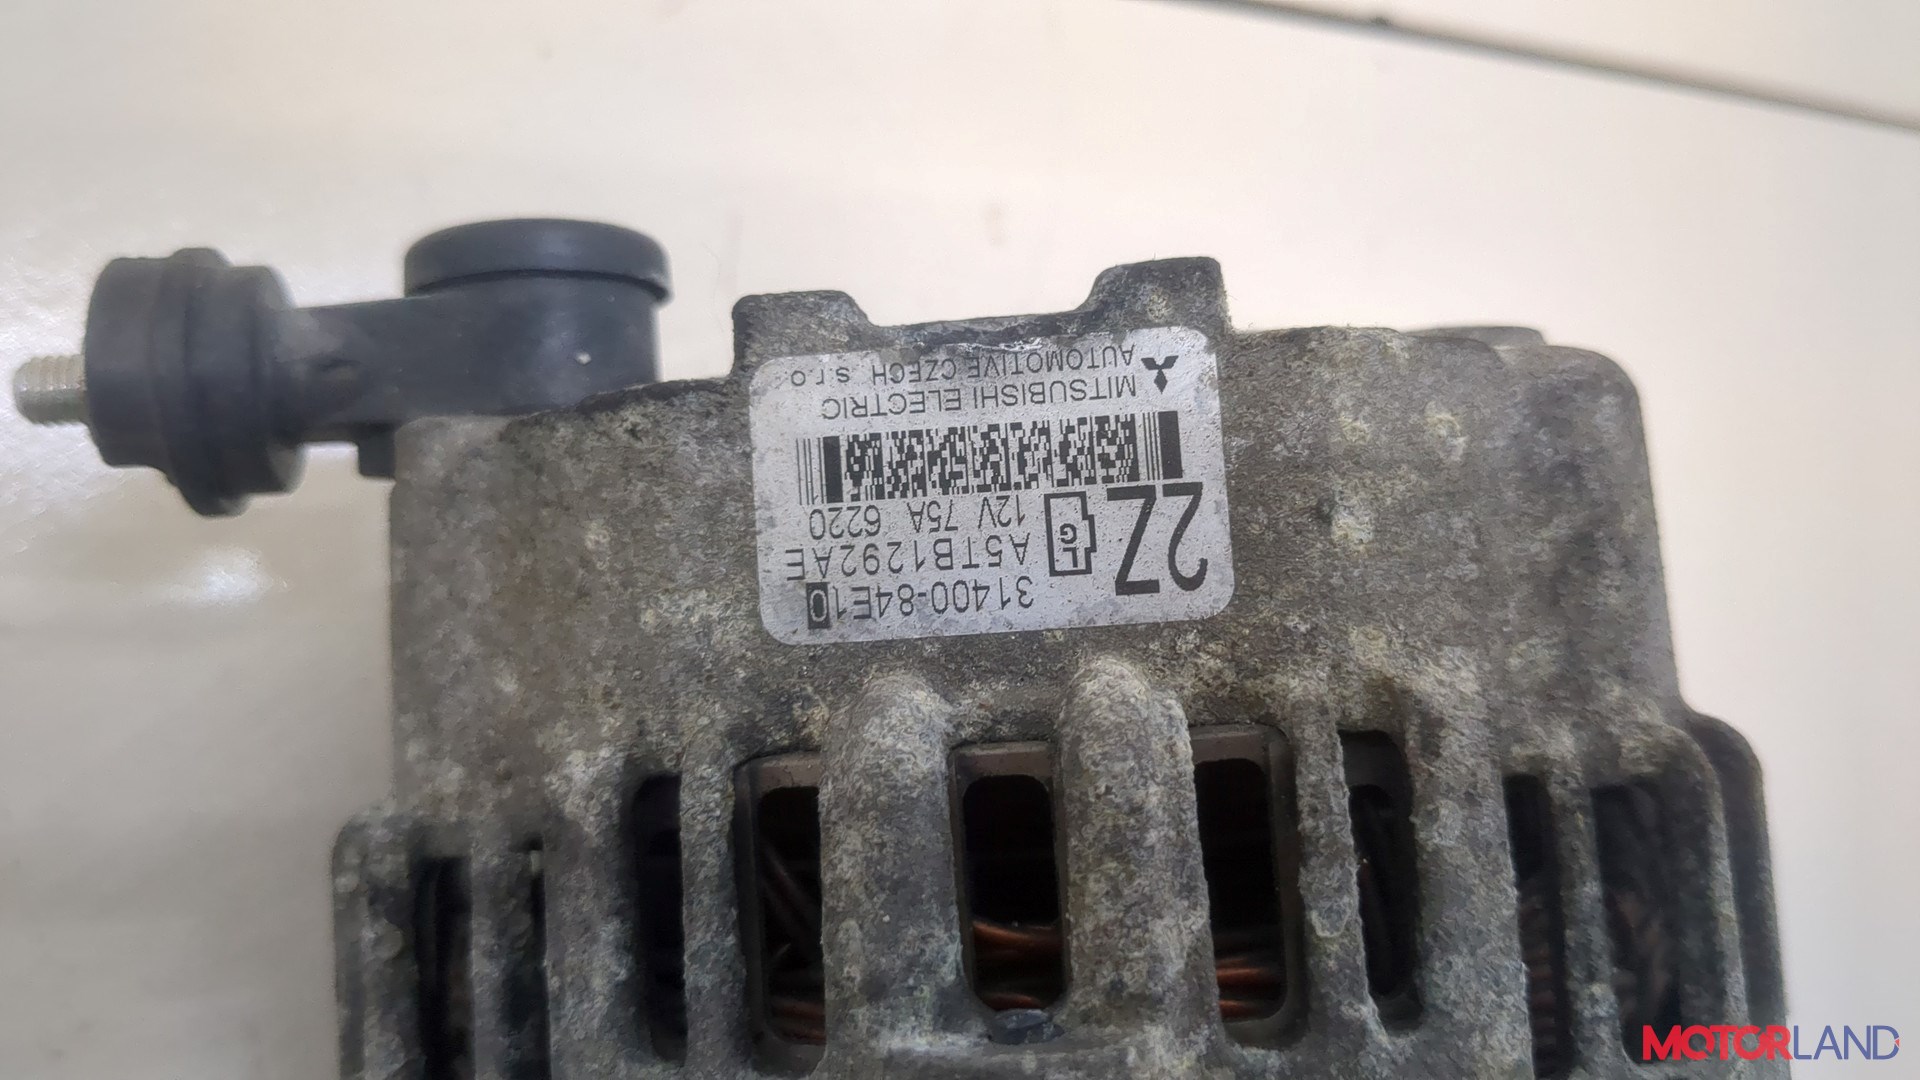 31400-84E10
A5TB1292AE
2Z
L
G
12V 75A 6220
MITSUBISHI ELECTRIC
AUTOMOTIVE CZECH s.r.o.
MOTORLAND